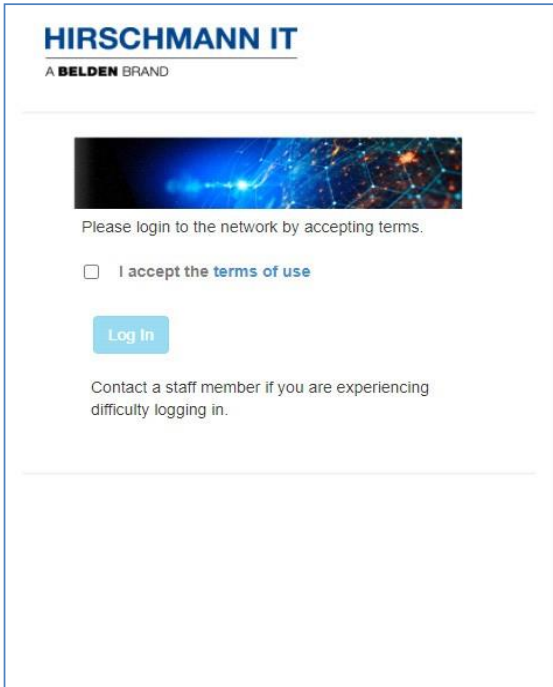 HIRSCHMANN IT
A BELDEN BRAND
Please login to the network by accepting terms.
I accept the terms of use
Log In
Contact a staff member if you are experiencing
difficulty logging in.